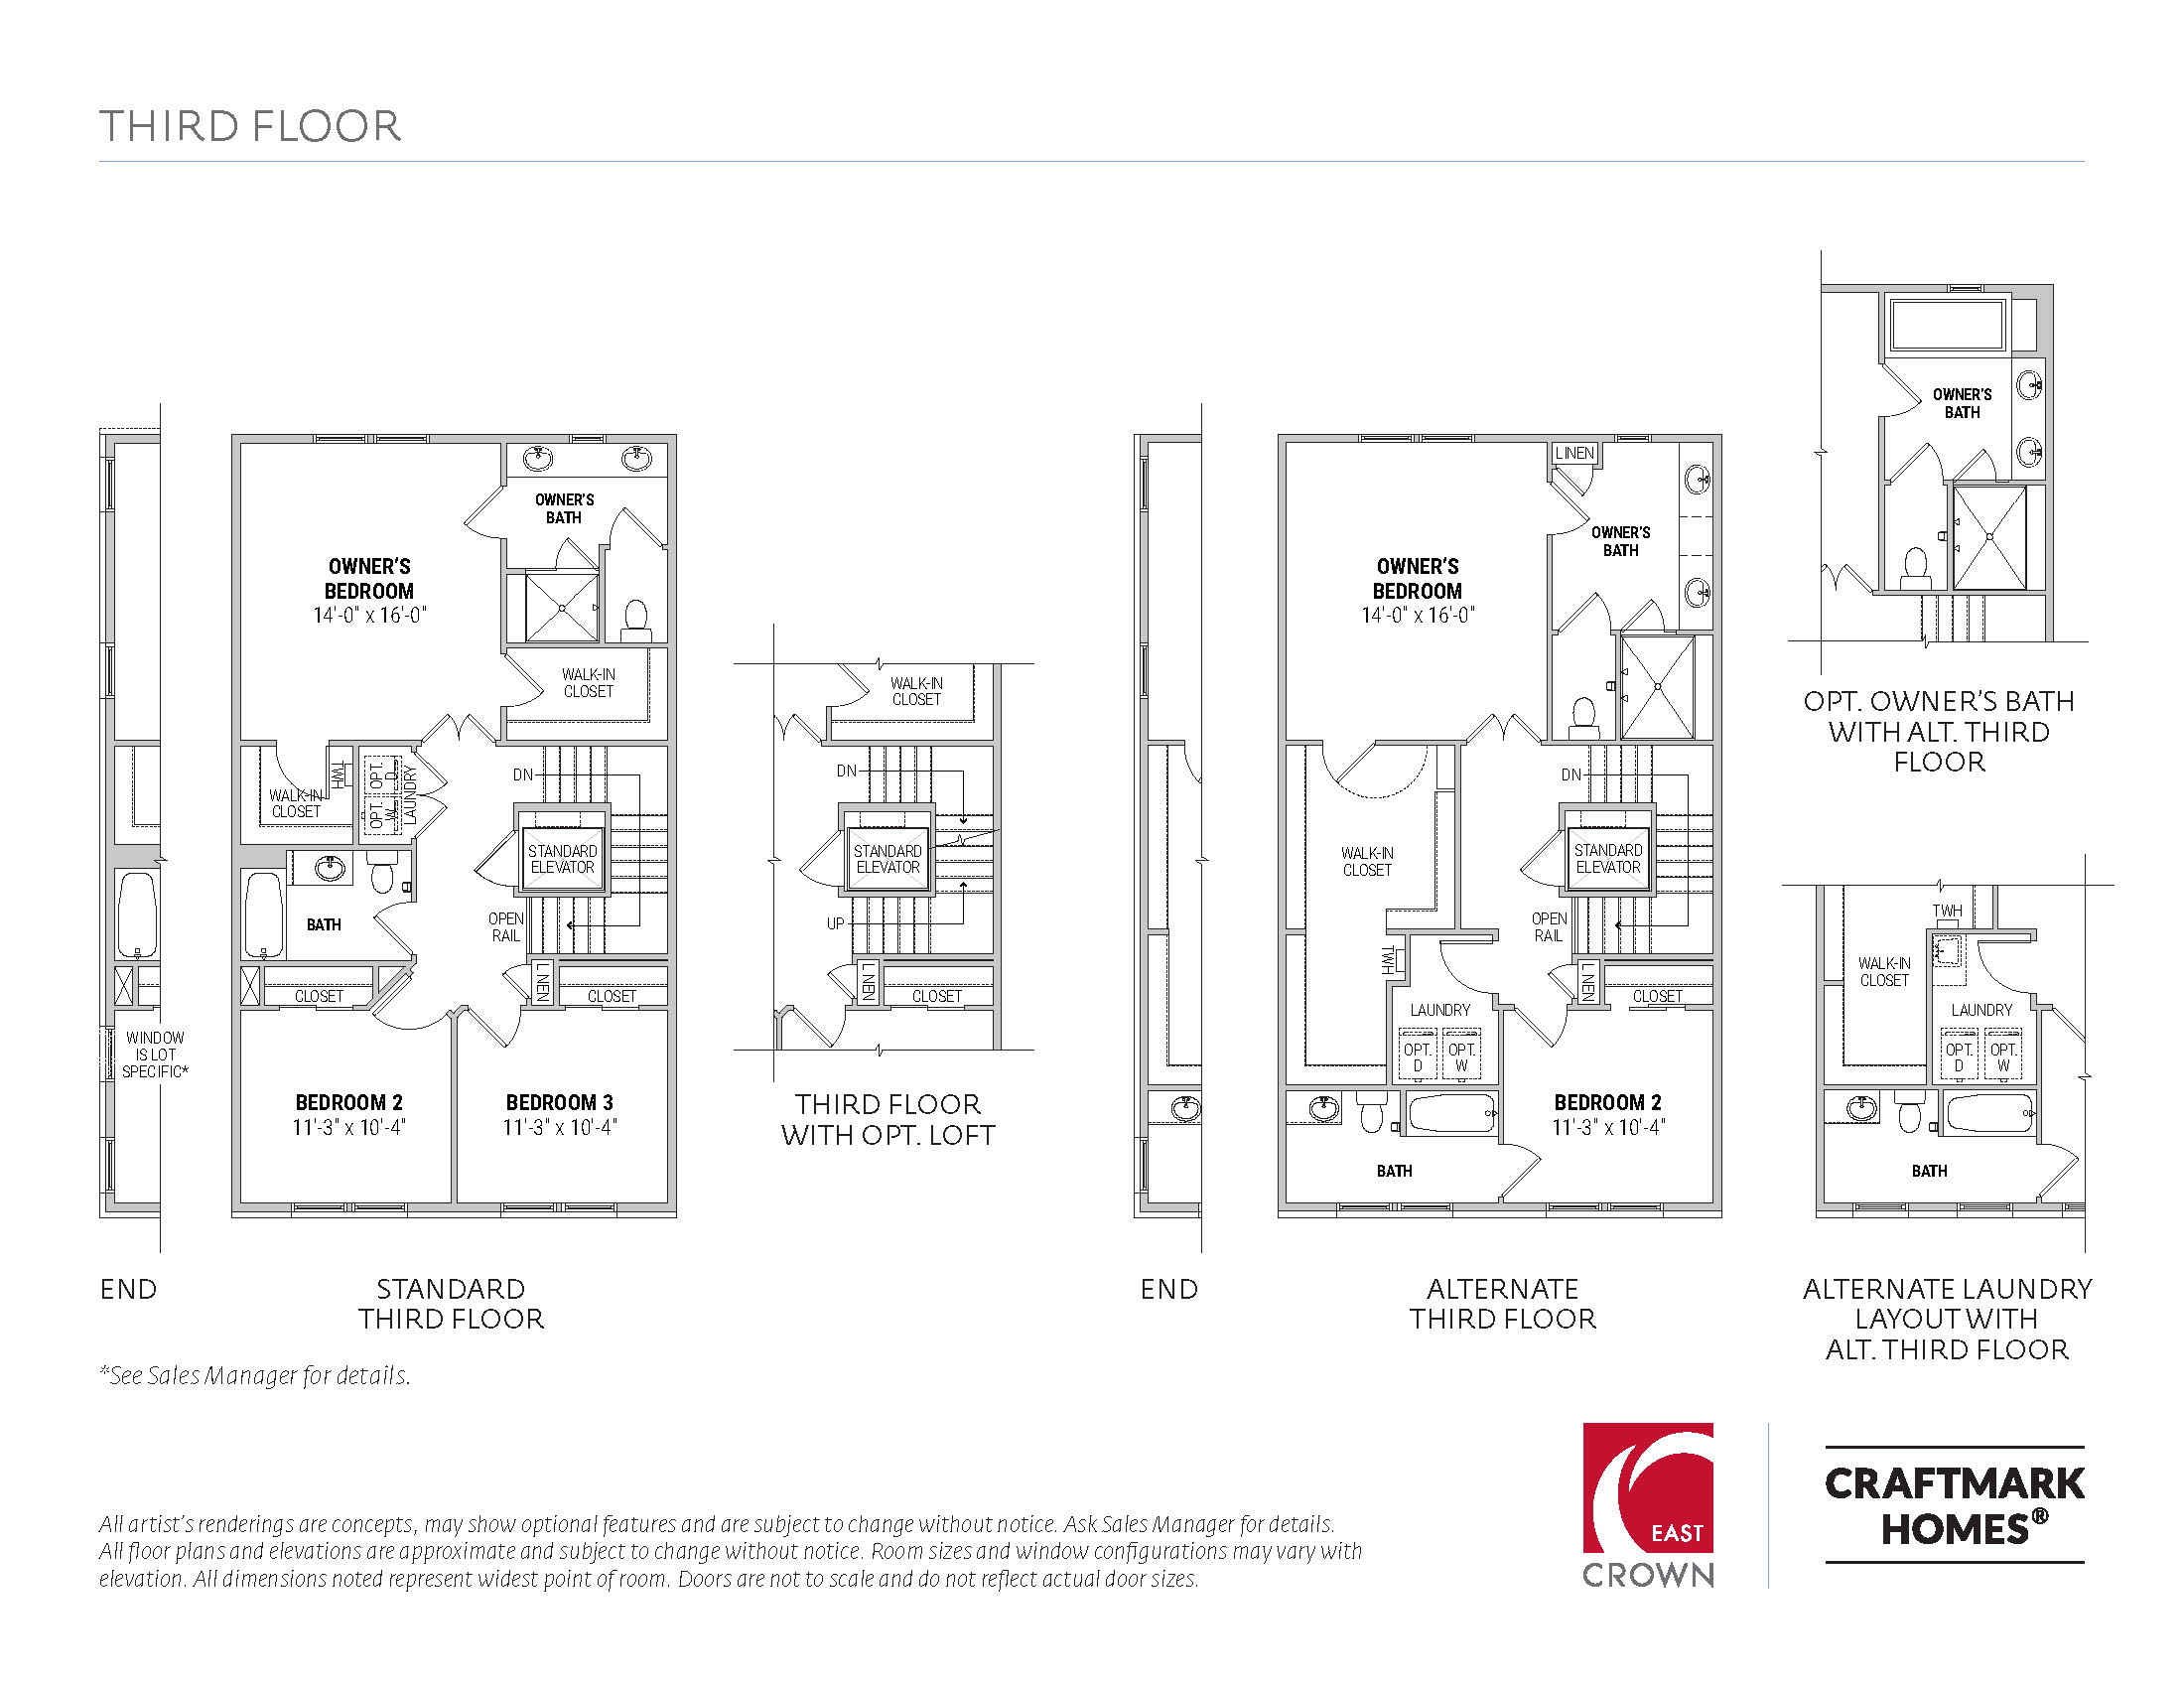 THIRD FLOOR
OWNER'S
BEDROOM
14'-0" x 16'-0"
OWNER'S
BATH
WALK-IN
CLOSET
WALK-IN
CLOSET
TWH
OPT.
D
OPT.
W
LAUNDRY
DN
STANDARD
ELEVATOR
OPEN
RAIL
BATH
LINEN
CLOSET
CLOSET
WINDOW
IS LOT
SPECIFIC*
BEDROOM 2
11'-3" x 10'-4"
BEDROOM 3
11'-3" x 10'-4"
END
STANDARD
THIRD FLOOR
*See Sales Manager for details.
WALK-IN
CLOSET
DN
STANDARD
ELEVATOR
UP
LINEN
CLOSET
THIRD FLOOR
WITH OPT. LOFT
OWNER'S
BEDROOM
14'-0" x 16'-0"
LINEN
OWNER'S
BATH
DN
WALK-IN
CLOSET
STANDARD
ELEVATOR
OPEN
RAIL
TWH
LINEN
CLOSET
LAUNDRY
OPT.
D
OPT.
W
BEDROOM 2
11'-3" x 10'-4"
BATH
END
ALTERNATE
THIRD FLOOR
OWNER'S
BATH
OPT. OWNER'S BATH
WITH ALT. THIRD
FLOOR
TWH
WALK-IN
CLOSET
LAUNDRY
OPT.
D
OPT.
W
BATH
ALTERNATE LAUNDRY
LAYOUT WITH
ALT. THIRD FLOOR
All artist's renderings are concepts, may show optional features and are subject to change without notice. Ask Sales Manager for details.
All floor plans and elevations are approximate and subject to change without notice. Room sizes and window configurations may vary with
elevation. All dimensions noted represent widest point of room. Doors are not to scale and do not reflect actual door sizes.
EAST
CROWN
CRAFTMARK
HOMES®